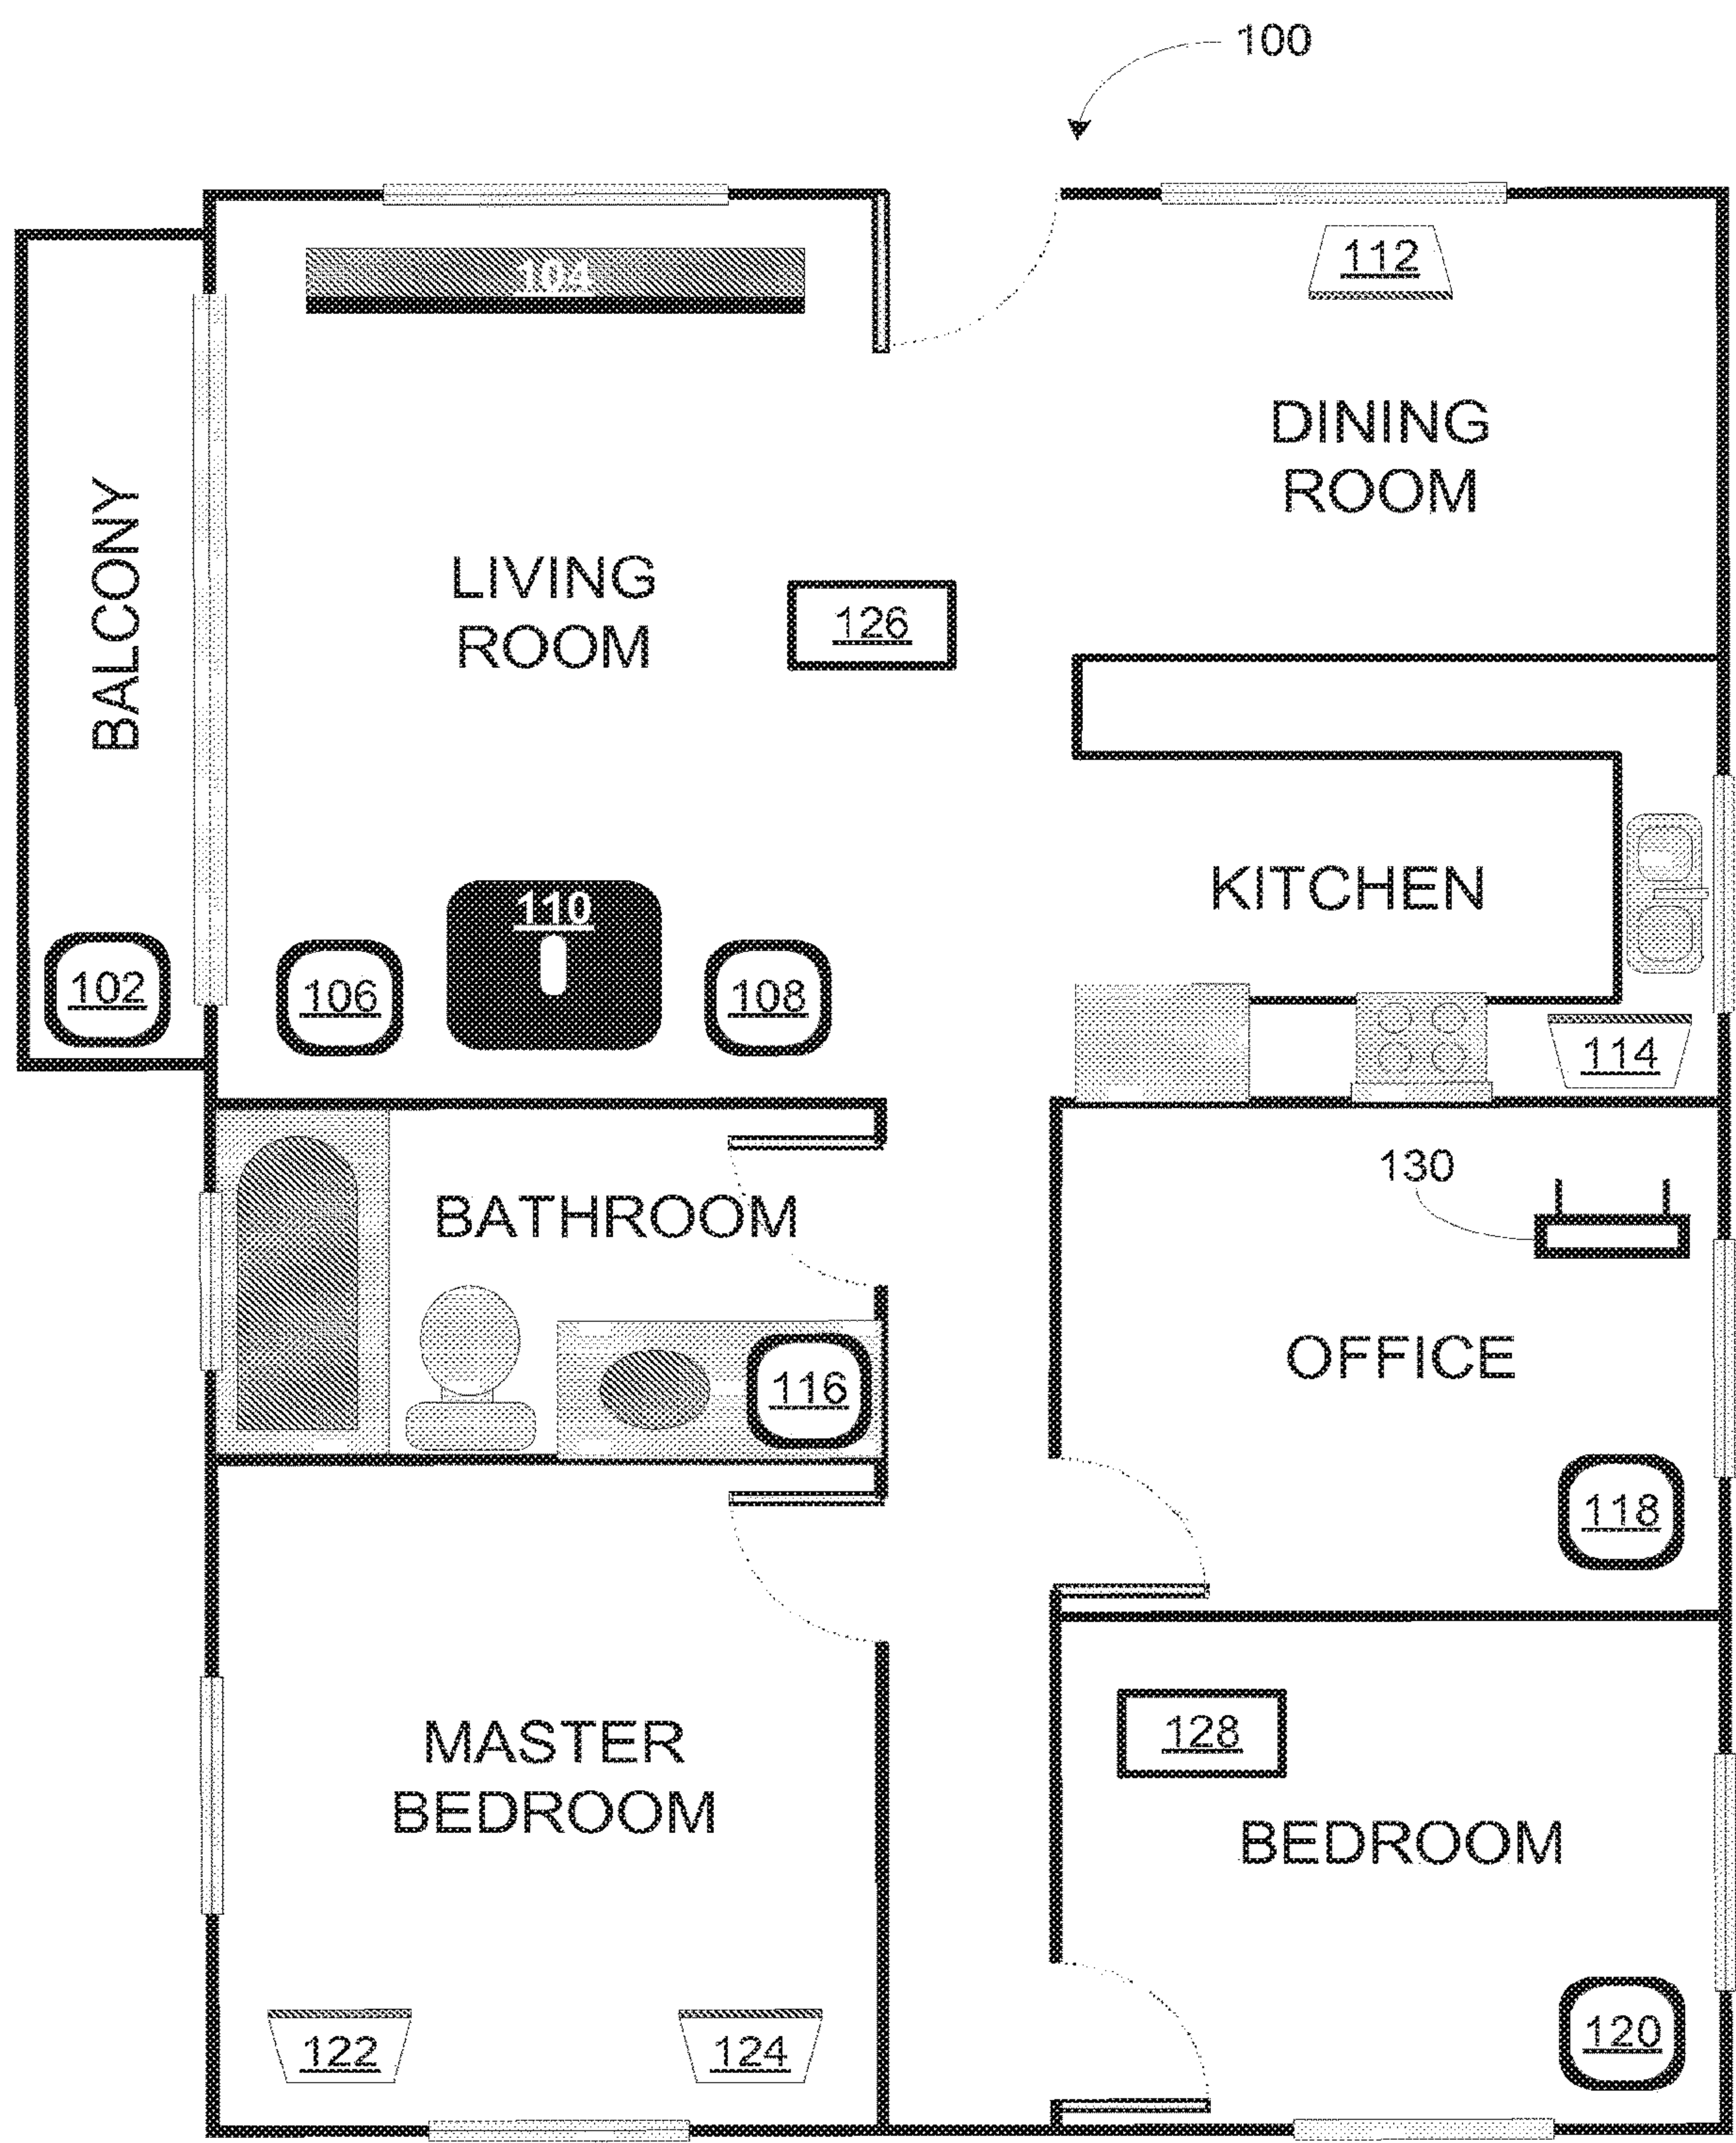 100
104
112
DINING
ROOM
BALCONY
LIVING
ROOM
126
KITCHEN
110
102
106
108
114
130
BATHROOM
OFFICE
116
118
128
MASTER
BEDROOM
BEDROOM
122
124
120